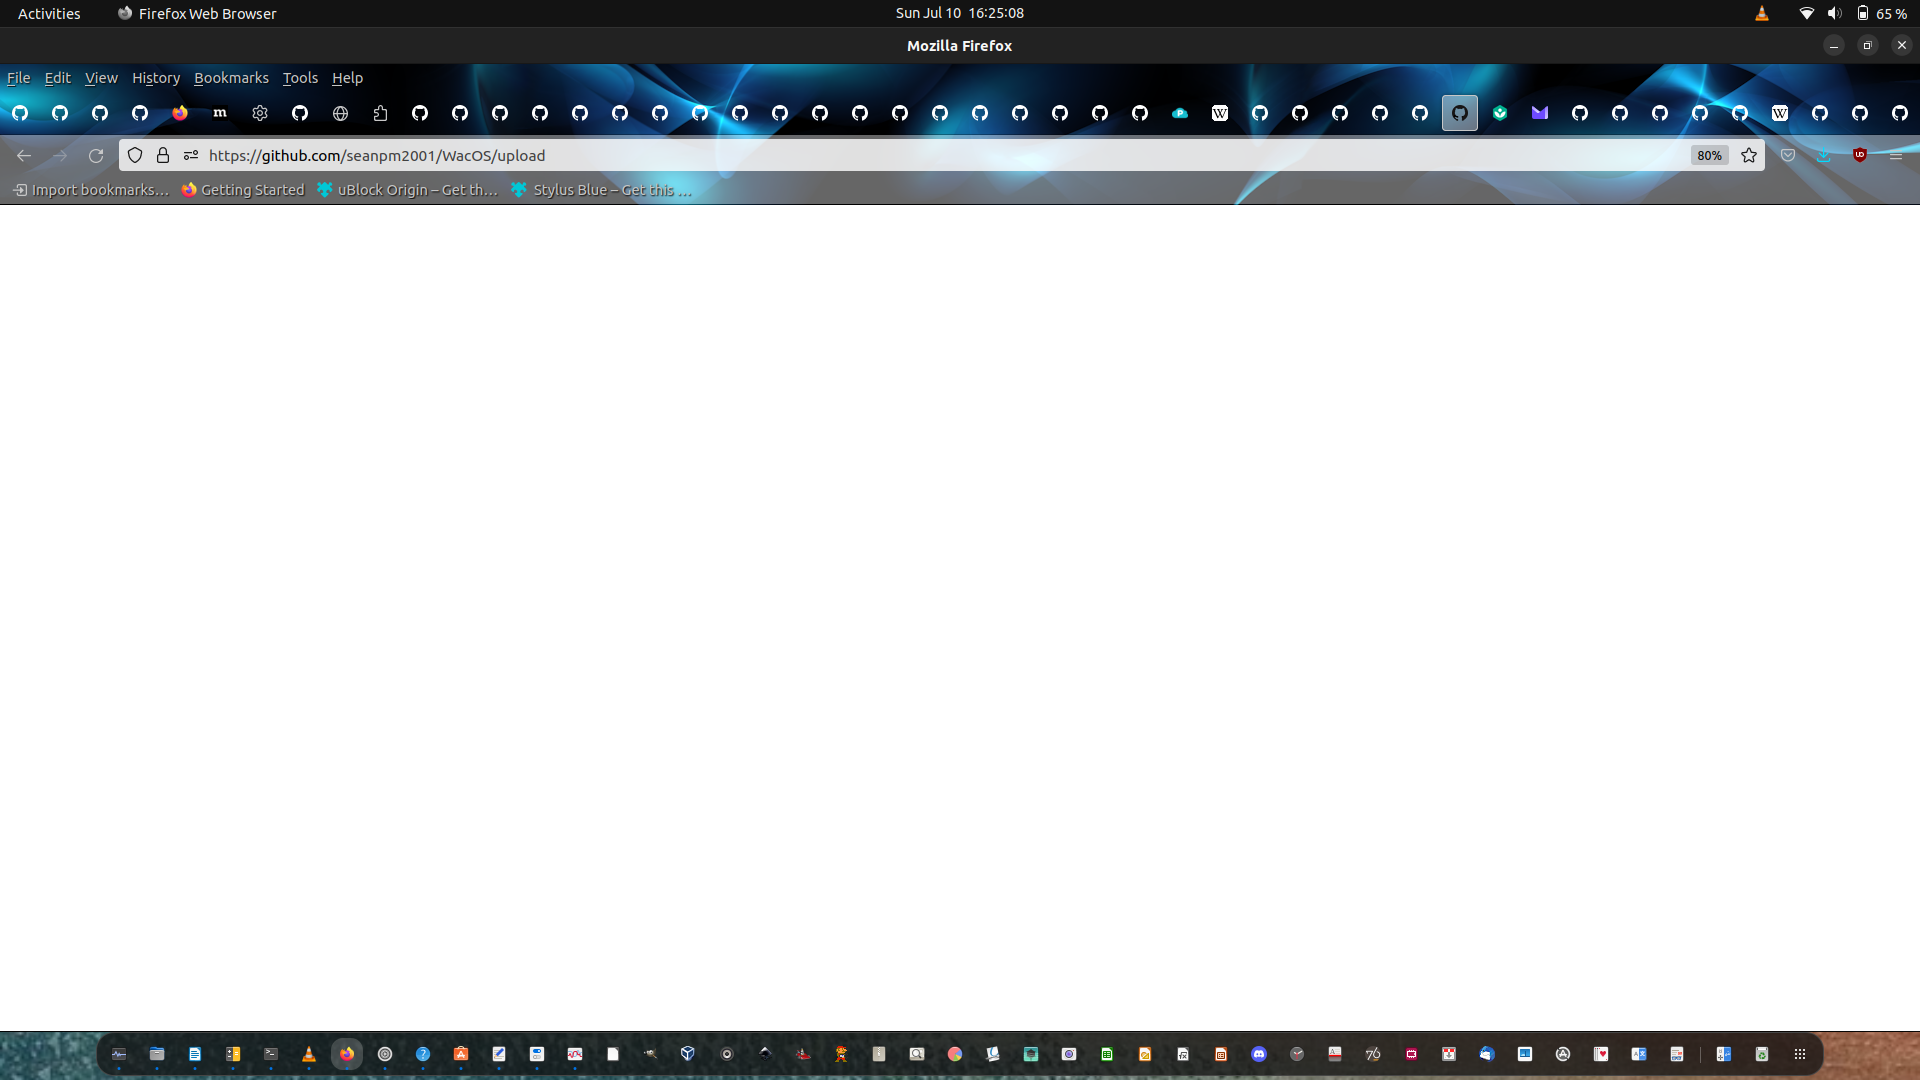 Activities Firefox Web Browser Sun Jul 10 16:25:08 65 %
Mozilla Firefox
File Edit View History Bookmarks Tools Help
https://github.com/seanpm2001/WacOS/upload 80%
Import bookmarks… Getting Started uBlock Origin – Get th… Stylus Blue – Get this …